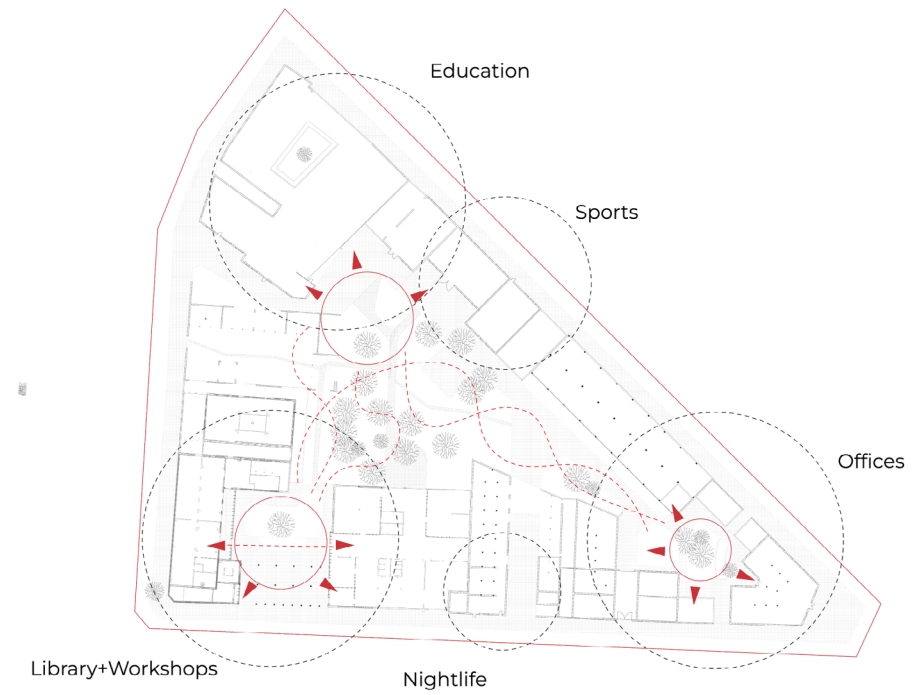 Education
Sports
Offices
Library+Workshops
Nightlife